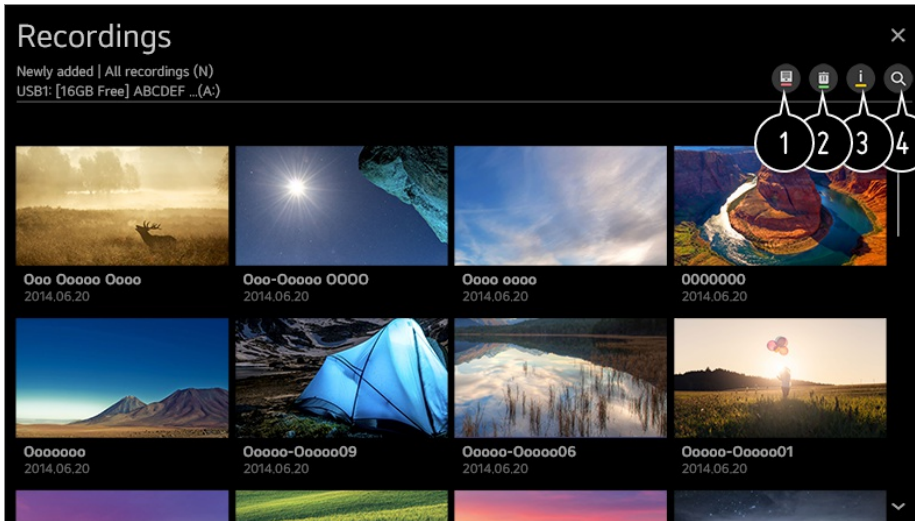 Recordings
Newly added | All recordings (N)
USB1: [16GB Free] ABCDEF ...(A:)
1 2 3 4
Ooo Ooooo Oooo
2014.06.20
Ooo-Ooooo OOOO
2014.06.20
Oooo oooo
2014.06.20
0000000
2014.06.20
Ooooooo
2014.06.20
Ooooo-Ooooo09
2014.06.20
Ooooo-Ooooo06
2014.06.20
Ooooo-Ooooo01
2014.06.20